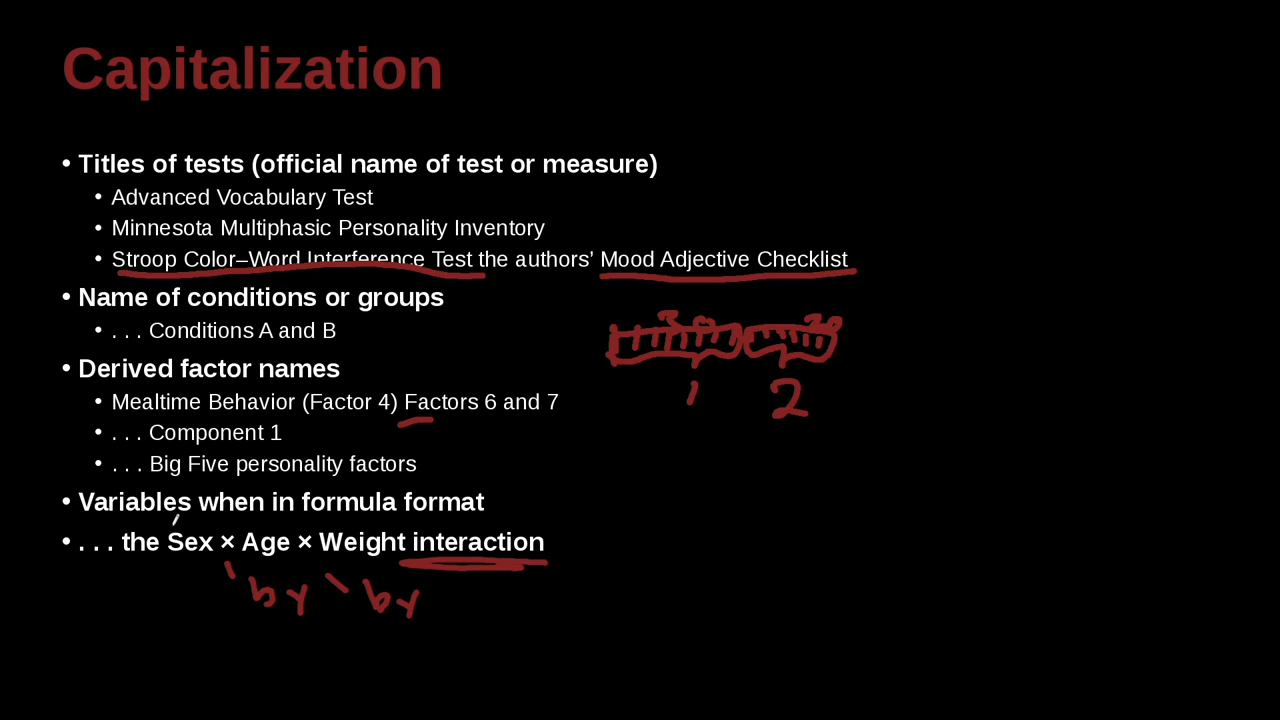 Capitalization
• Titles of tests (official name of test or measure)
• Advanced Vocabulary Test
• Minnesota Multiphasic Personality Inventory
• Stroop Color–Word Interference Test the authors’ Mood Adjective Checklist
• Name of conditions or groups
• . . . Conditions A and B
• Derived factor names
• Mealtime Behavior (Factor 4) Factors 6 and 7
1 2
• . . . Component 1
• . . . Big Five personality factors
• Variables when in formula format
• . . . the Sex × Age × Weight interaction
by by